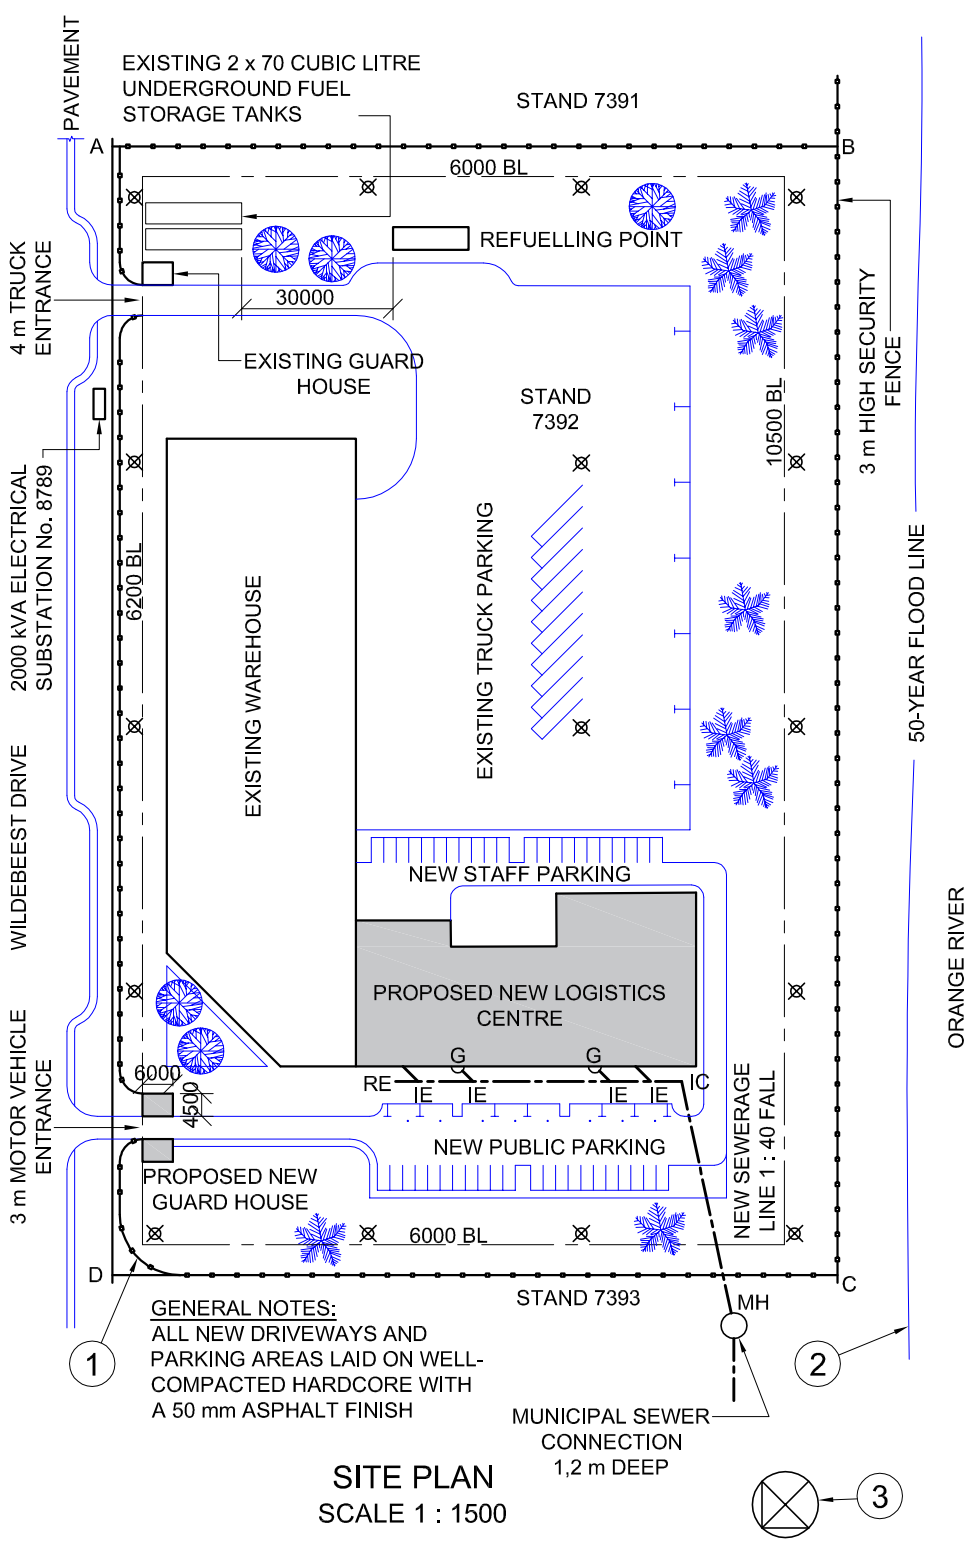 PAVEMENT
EXISTING 2 x 70 CUBIC LITRE
UNDERGROUND FUEL
STORAGE TANKS
STAND 7391
A
B
6000 BL
REFUELLING POINT
4 m TRUCK
ENTRANCE
30000
EXISTING GUARD
HOUSE
STAND
7392
10500 BL
3 m HIGH SECURITY
FENCE
2000 kVA ELECTRICAL
SUBSTATION No. 8789
6200 BL
EXISTING WAREHOUSE
EXISTING TRUCK PARKING
50-YEAR FLOOD LINE
WILDEBEEST DRIVE
NEW STAFF PARKING
ORANGE RIVER
PROPOSED NEW LOGISTICS
CENTRE
3 m MOTOR VEHICLE
ENTRANCE
6000
4500
G
G
RE
IE
IE
IE
IE
IC
NEW PUBLIC PARKING
NEW SEWERAGE
LINE 1 : 40 FALL
PROPOSED NEW
GUARD HOUSE
6000 BL
D
C
STAND 7393
MH
1
2
GENERAL NOTES:
ALL NEW DRIVEWAYS AND
PARKING AREAS LAID ON WELL-
COMPACTED HARDCORE WITH
A 50 mm ASPHALT FINISH
MUNICIPAL SEWER
CONNECTION
1,2 m DEEP
SITE PLAN
SCALE 1 : 1500
3